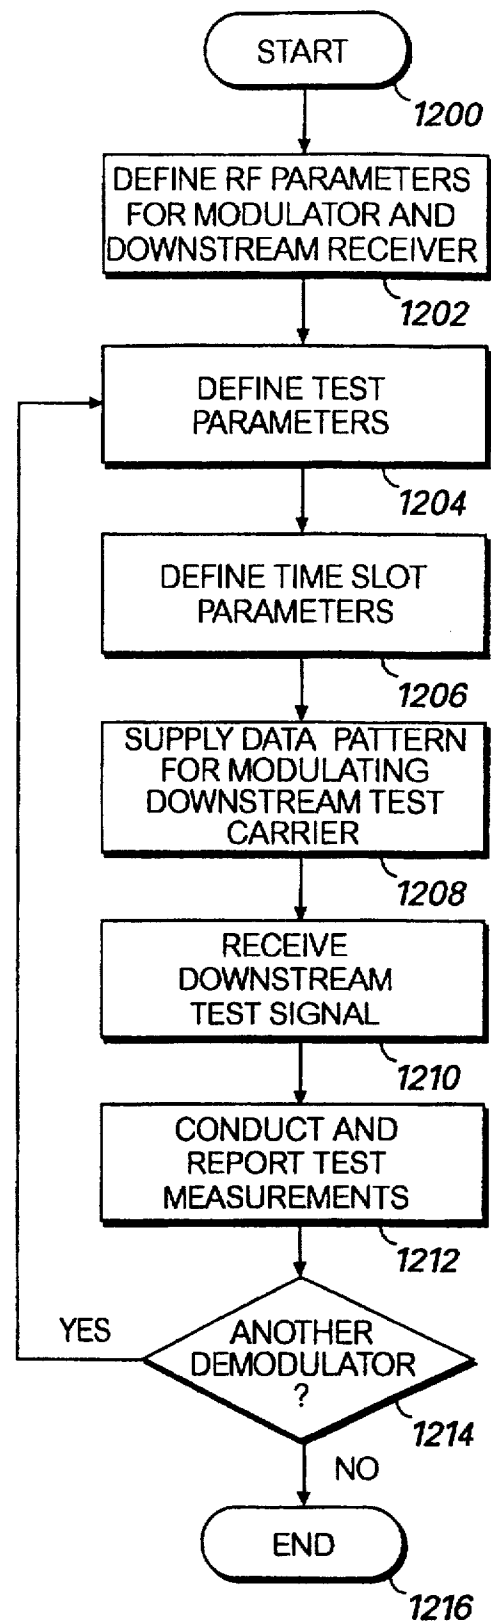 START
1200
DEFINE RF PARAMETERS
FOR MODULATOR AND
DOWNSTREAM RECEIVER
1202
DEFINE TEST
PARAMETERS
1204
DEFINE TIME SLOT
PARAMETERS
1206
SUPPLY DATA PATTERN
FOR MODULATING
DOWNSTREAM TEST
CARRIER
1208
RECEIVE
DOWNSTREAM
TEST SIGNAL
1210
CONDUCT AND
REPORT TEST
MEASUREMENTS
1212
YES
ANOTHER
DEMODULATOR
?
1214
NO
END
1216